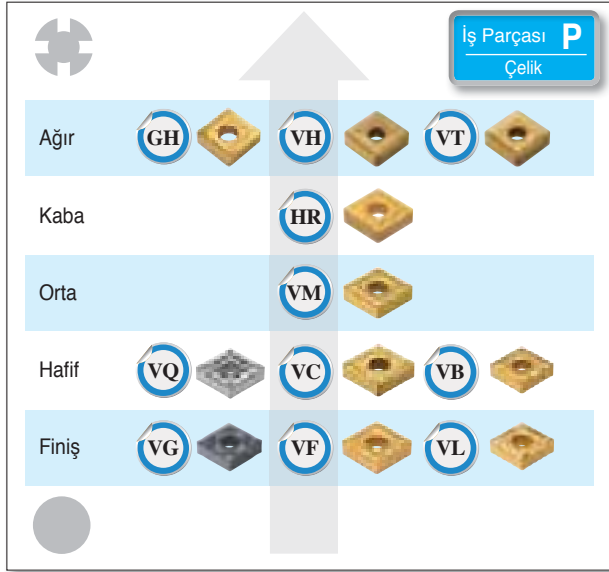 İş Parçası P
Çelik
Ağır GH VH VT
Kaba HR
Orta VM
Hafif VQ VC VB
Finiş VG VF VL